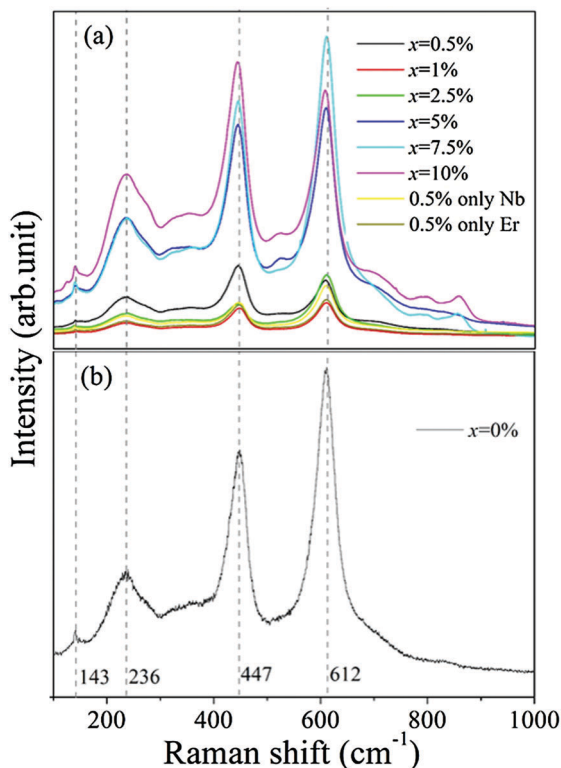 (a)
x=0.5%
x=1%
x=2.5%
x=5%
x=7.5%
x=10%
0.5% only Nb
0.5% only Er
Intensity (arb.unit)
(b)
x=0%
143 236 447 612
200 400 600 800 1000
Raman shift (cm⁻¹)